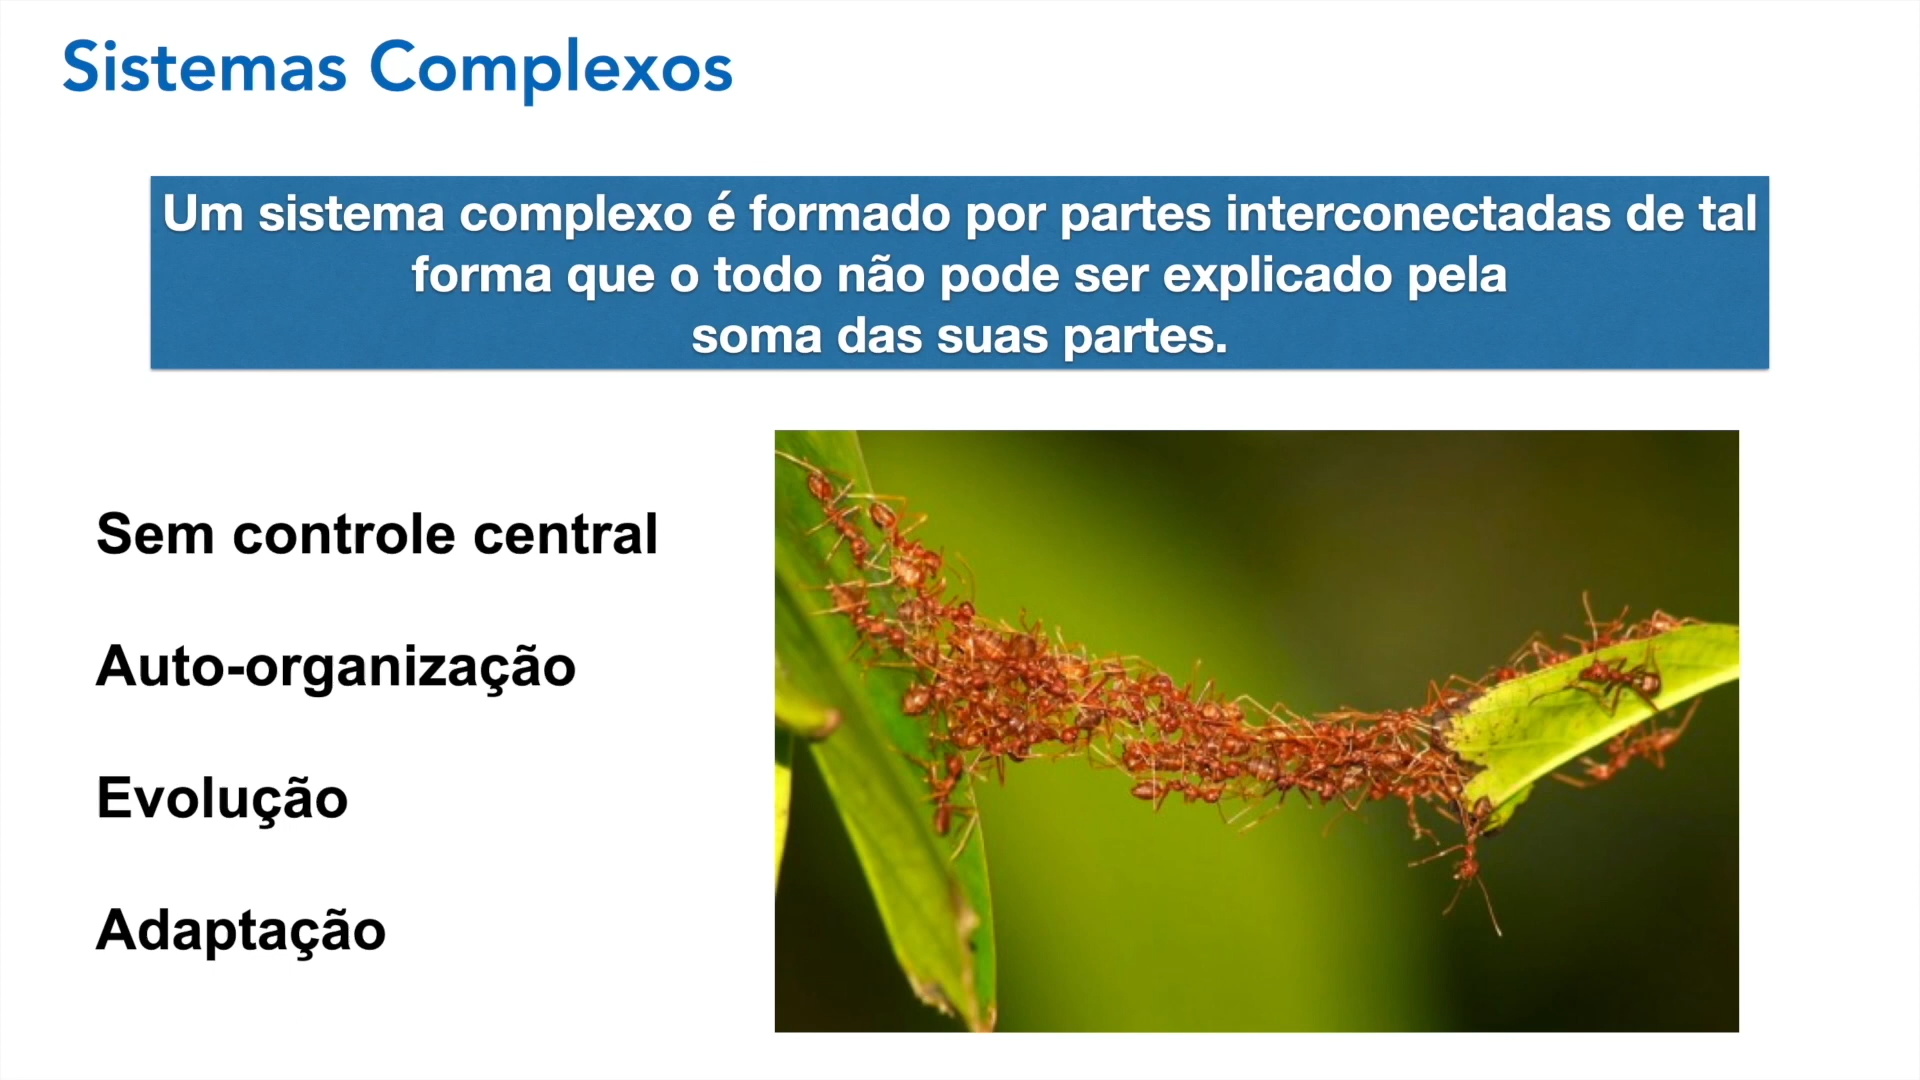 Sistemas Complexos
Um sistema complexo é formado por partes interconectadas de tal
forma que o todo não pode ser explicado pela
soma das suas partes.
Sem controle central
Auto-organização
Evolução
Adaptação